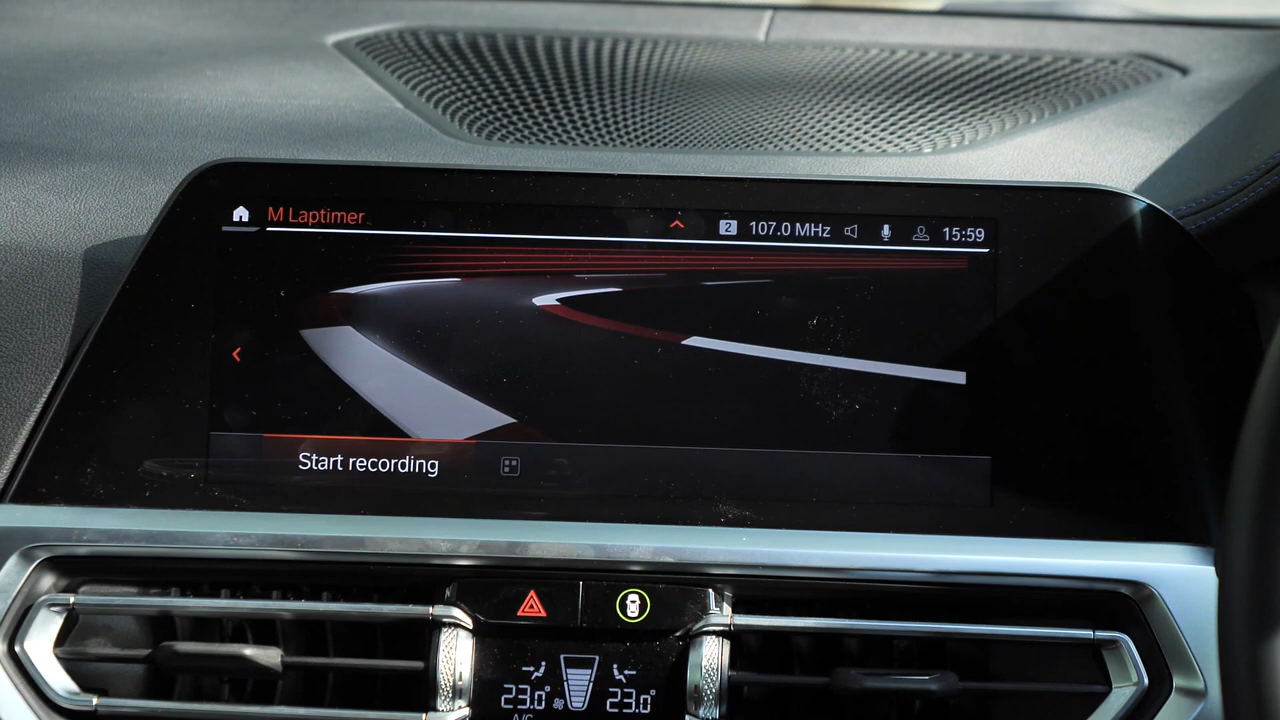 M Laptimer
2 107.0 MHz 15:59
Start recording
23.0° 23.0°
A/C